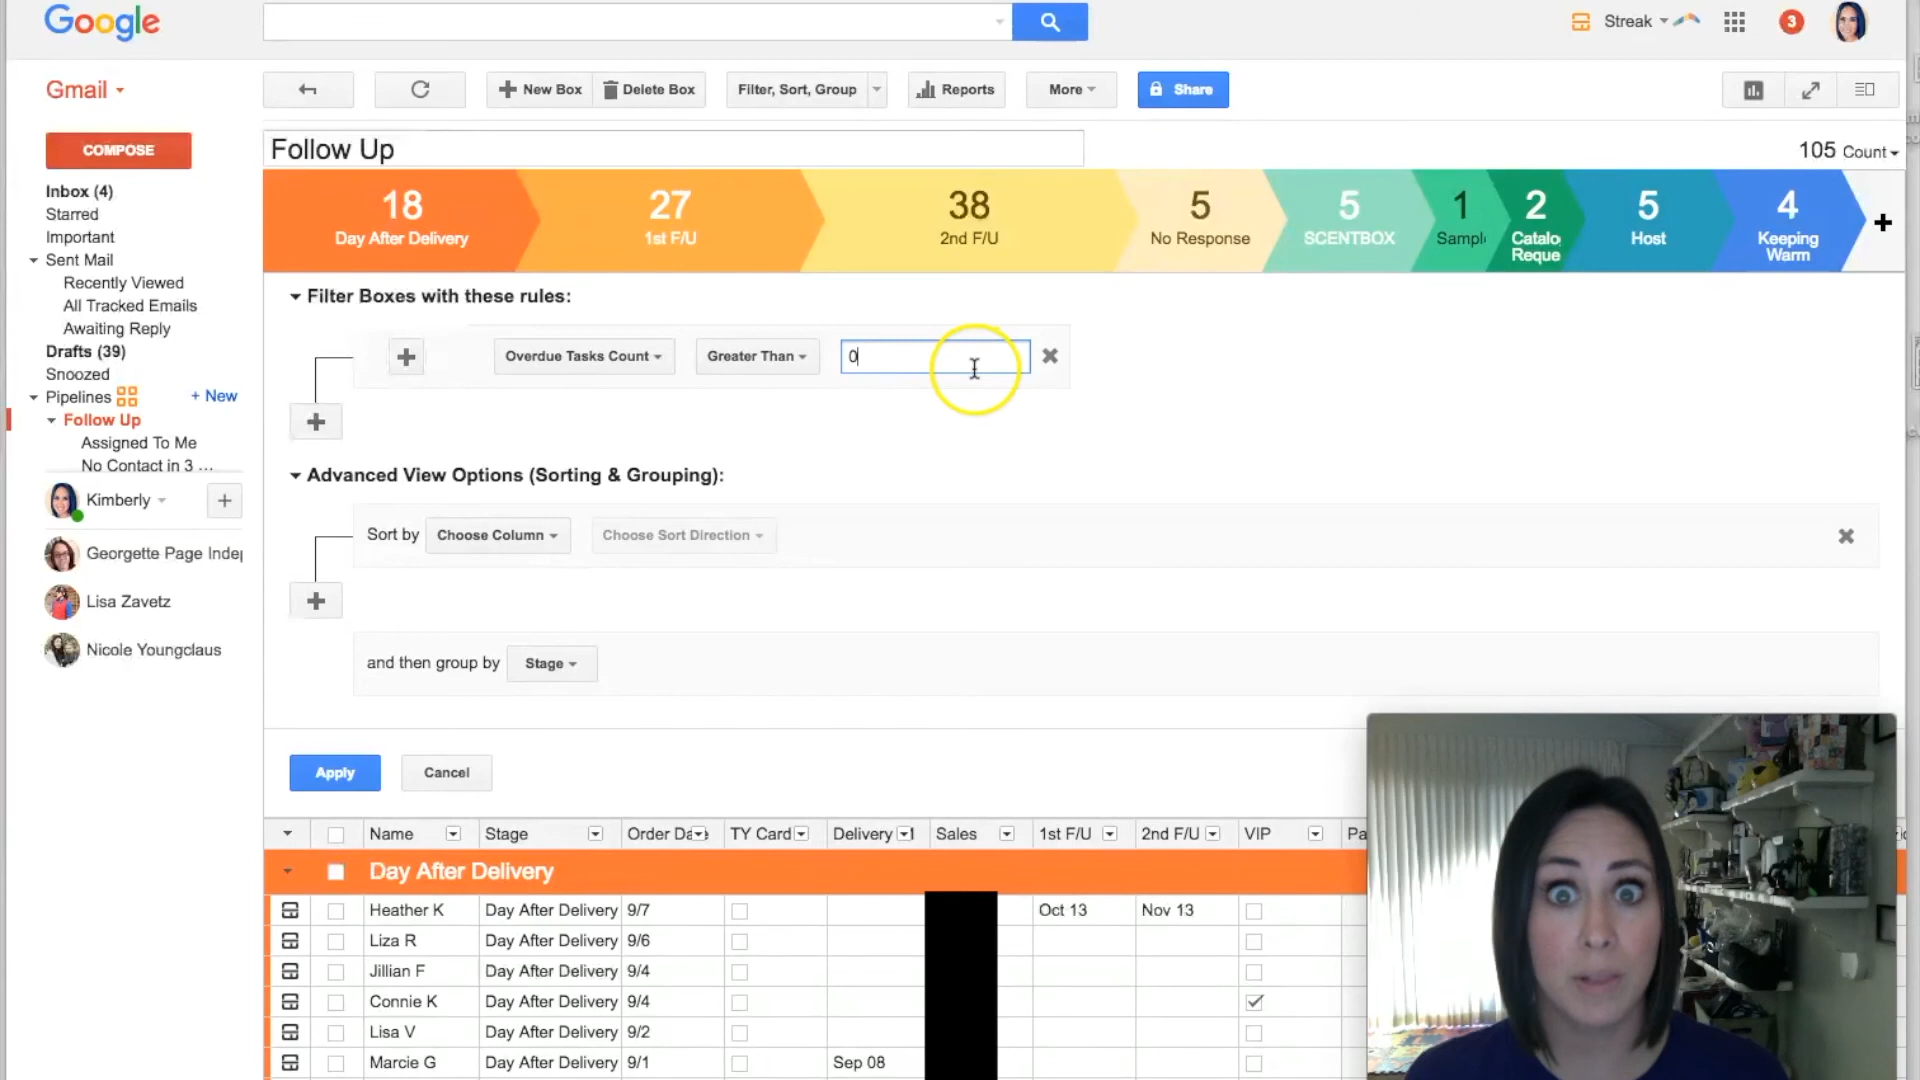 Google
Streak
3
Gmail
New Box
Delete Box
Filter, Sort, Group
Reports
More
Share
COMPOSE
Follow Up
105 Count
Inbox (4)
Starred
Important
Sent Mail
Recently Viewed
All Tracked Emails
Awaiting Reply
Drafts (39)
Snoozed
Pipelines
+ New
Follow Up
Assigned To Me
No Contact in 3 ...
Kimberly
Georgette Page Indep
Lisa Zavetz
Nicole Youngclaus
18
Day After Delivery
27
1st F/U
38
2nd F/U
5
No Response
5
SCENTBOX
1
Sampl
2
Catalo
Reque
5
Host
4
Keeping
Warm
+
Filter Boxes with these rules:
Overdue Tasks Count
Greater Than
0
Advanced View Options (Sorting & Grouping):
Sort by
Choose Column
Choose Sort Direction
and then group by
Stage
Apply
Cancel
Name Stage Order Da TY Card Delivery Sales 1st F/U 2nd F/U VIP Pa
Day After Delivery
Heather K Day After Delivery 9/7 Oct 13 Nov 13
Liza R Day After Delivery 9/6
Jillian F Day After Delivery 9/4
Connie K Day After Delivery 9/4
Lisa V Day After Delivery 9/2
Marcie G Day After Delivery 9/1 Sep 08